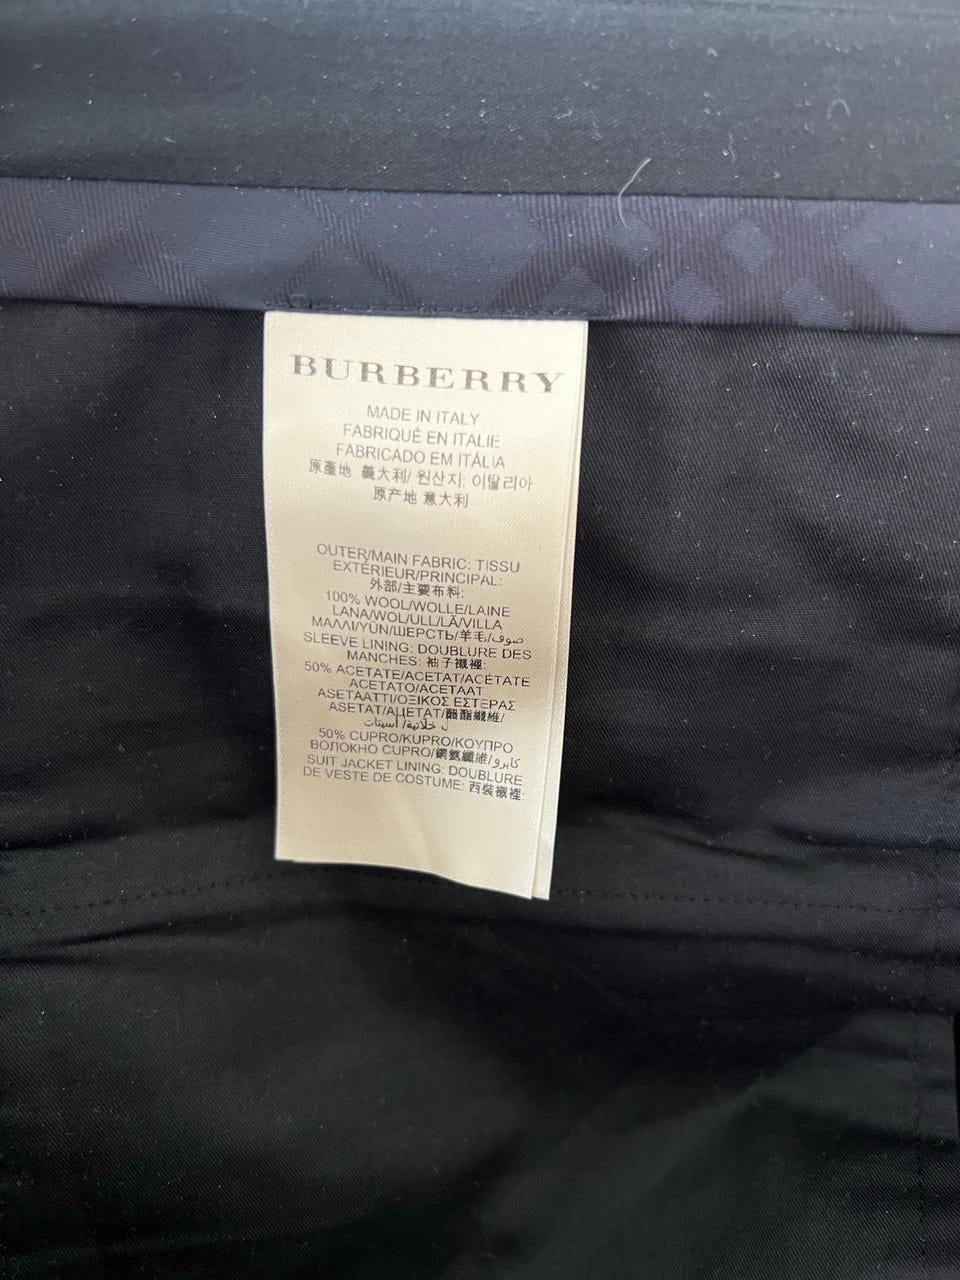 BURBERRY
MADE IN ITALY
FABRIQUÉ EN ITALIE
FABRICADO EM ITÁLIA
原產地 義大利/ 원산지: 이탈리아
原产地 意大利
OUTER/MAIN FABRIC: TISSU
EXTÉRIEUR/PRINCIPAL:
外部/主要布料:
100% WOOL/WOLLE/LAINE
LANA/WOL/ULL/LÃ/VILLA
ΜΑΛΛΙ/YÜN/ШЕРСТЬ/羊毛/صوف
SLEEVE LINING: DOUBLURE DES
MANCHES: 袖子襯裡:
50% ACETATE/ACETAT/ACÉTATE
ACETATO/ACETAAT
ASETAATTI/ΟΞΙΚΟΣ ΕΣΤΕΡΑΣ
ASETAT/АЦЕТАТ/醋酯纖維/
أسيتات/
50% CUPRO/KUPRO/ΚΟΥΠΡΟ
ВОЛОКНО CUPRO/銅氨纖維/كابرو
SUIT JACKET LINING: DOUBLURE
DE VESTE DE COSTUME: 西裝襯裡: